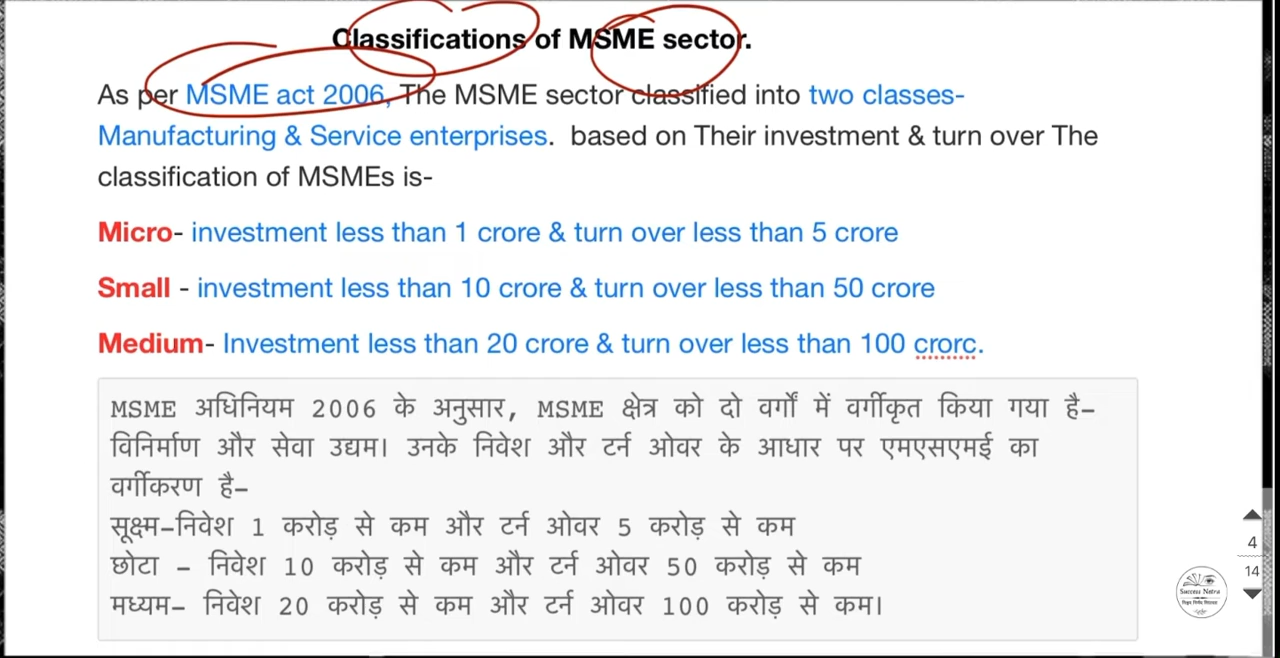 Classifications of MSME sector.
As per MSME act 2006, The MSME sector classified into two classes-
Manufacturing & Service enterprises.  based on Their investment & turn over The
classification of MSMEs is-
Micro- investment less than 1 crore & turn over less than 5 crore
Small - investment less than 10 crore & turn over less than 50 crore
Medium- Investment less than 20 crore & turn over less than 100 crorc.
MSME अधिनियम 2006 के अनुसार, MSME क्षेत्र को दो वर्गों में वर्गीकृत किया गया है–
विनिर्माण और सेवा उद्यम। उनके निवेश और टर्न ओवर के आधार पर एमएसएमई का
वर्गीकरण है–
सूक्ष्म–निवेश 1 करोड़ से कम और टर्न ओवर 5 करोड़ से कम
छोटा – निवेश 10 करोड़ से कम और टर्न ओवर 50 करोड़ से कम
मध्यम– निवेश 20 करोड़ से कम और टर्न ओवर 100 करोड़ से कम।
4
14
Success Notra